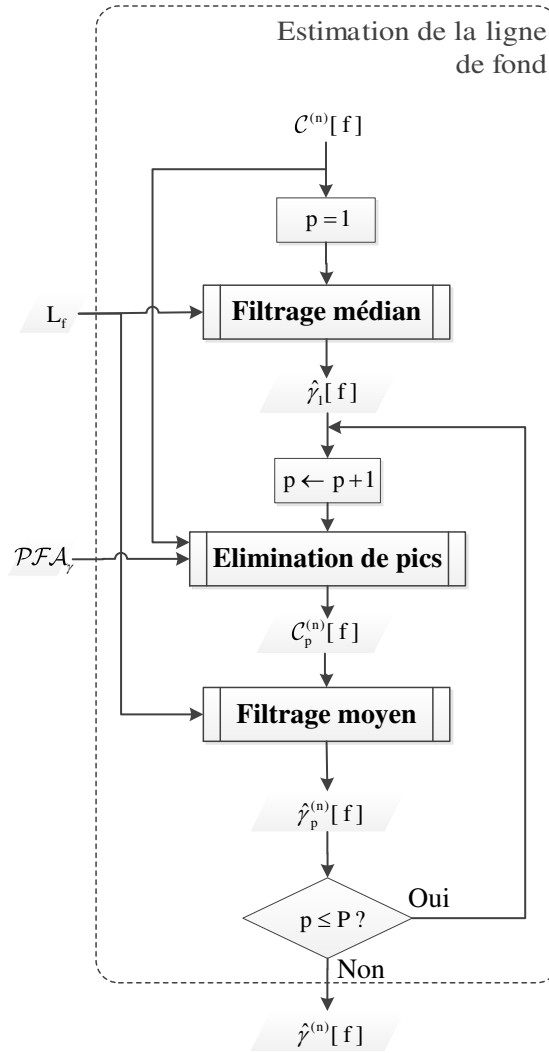 Estimation de la ligne
de fond
𝒞⁽ⁿ⁾[f]
p = 1
L_f
Filtrage médian
γ̂₁[f]
p ← p+1
𝒫ℱ𝒜_γ
Elimination de pics
𝒞_p⁽ⁿ⁾[f]
Filtrage moyen
γ̂_p⁽ⁿ⁾[f]
Oui
p ≤ P ?
Non
γ̂⁽ⁿ⁾[f]